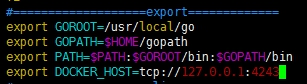 #====================export==============
export GOROOT=/usr/local/go
export GOPATH=$HOME/gopath
export PATH=$PATH:$GOROOT/bin:$GOPATH/bin
export DOCKER_HOST=tcp://127.0.0.1:4243